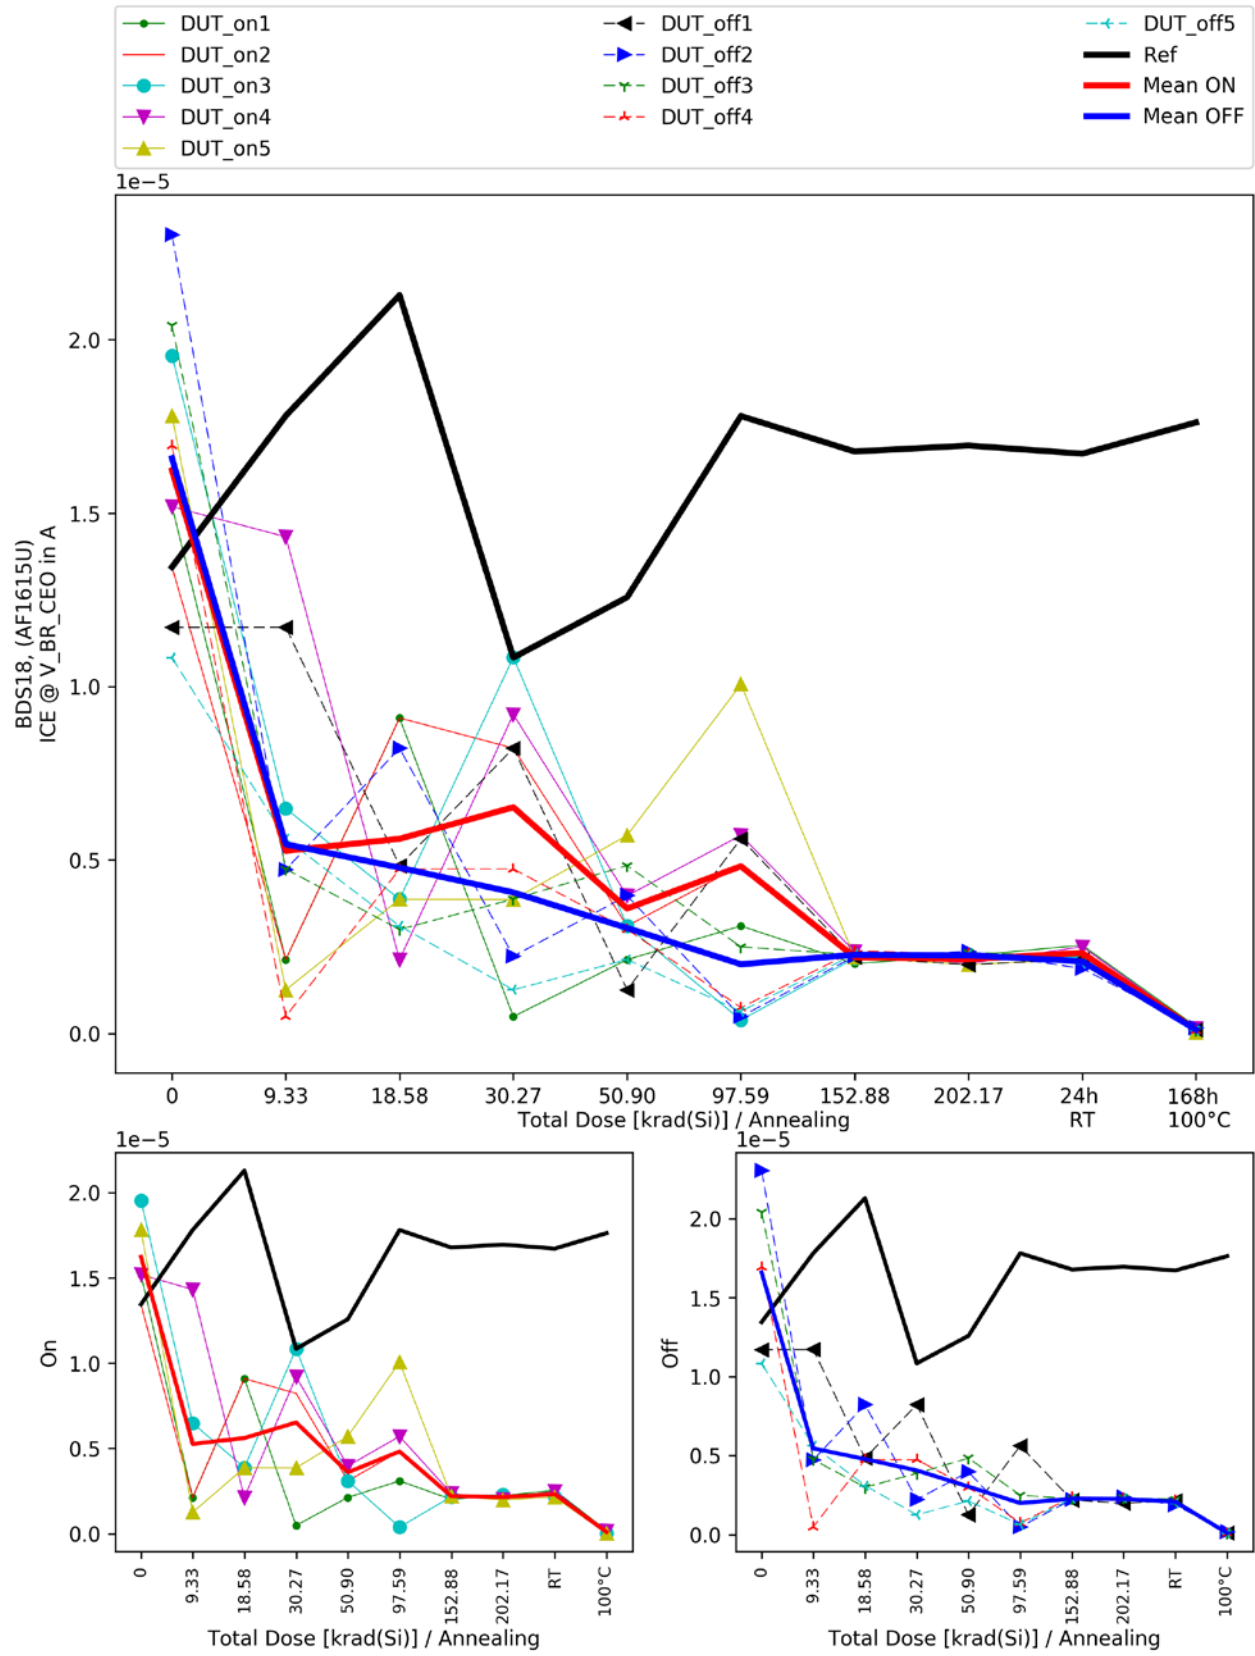 DUT_on1
DUT_on2
DUT_on3
DUT_on4
DUT_on5
DUT_off1
DUT_off2
DUT_off3
DUT_off4
DUT_off5
Ref
Mean ON
Mean OFF
1e−5
2.0
1.5
1.0
0.5
0.0
BDS18, (AF1615U)
ICE @ V_BR_CEO in A
0 9.33 18.58 30.27 50.90 97.59 152.88 202.17 24h 168h
RT 100°C
Total Dose [krad(Si)] / Annealing
1e−5
2.0
1.5
1.0
0.5
0.0
On
0 9.33 18.58 30.27 50.90 97.59 152.88 202.17 RT 100°C
Total Dose [krad(Si)] / Annealing
1e−5
2.0
1.5
1.0
0.5
0.0
Off
0 9.33 18.58 30.27 50.90 97.59 152.88 202.17 RT 100°C
Total Dose [krad(Si)] / Annealing